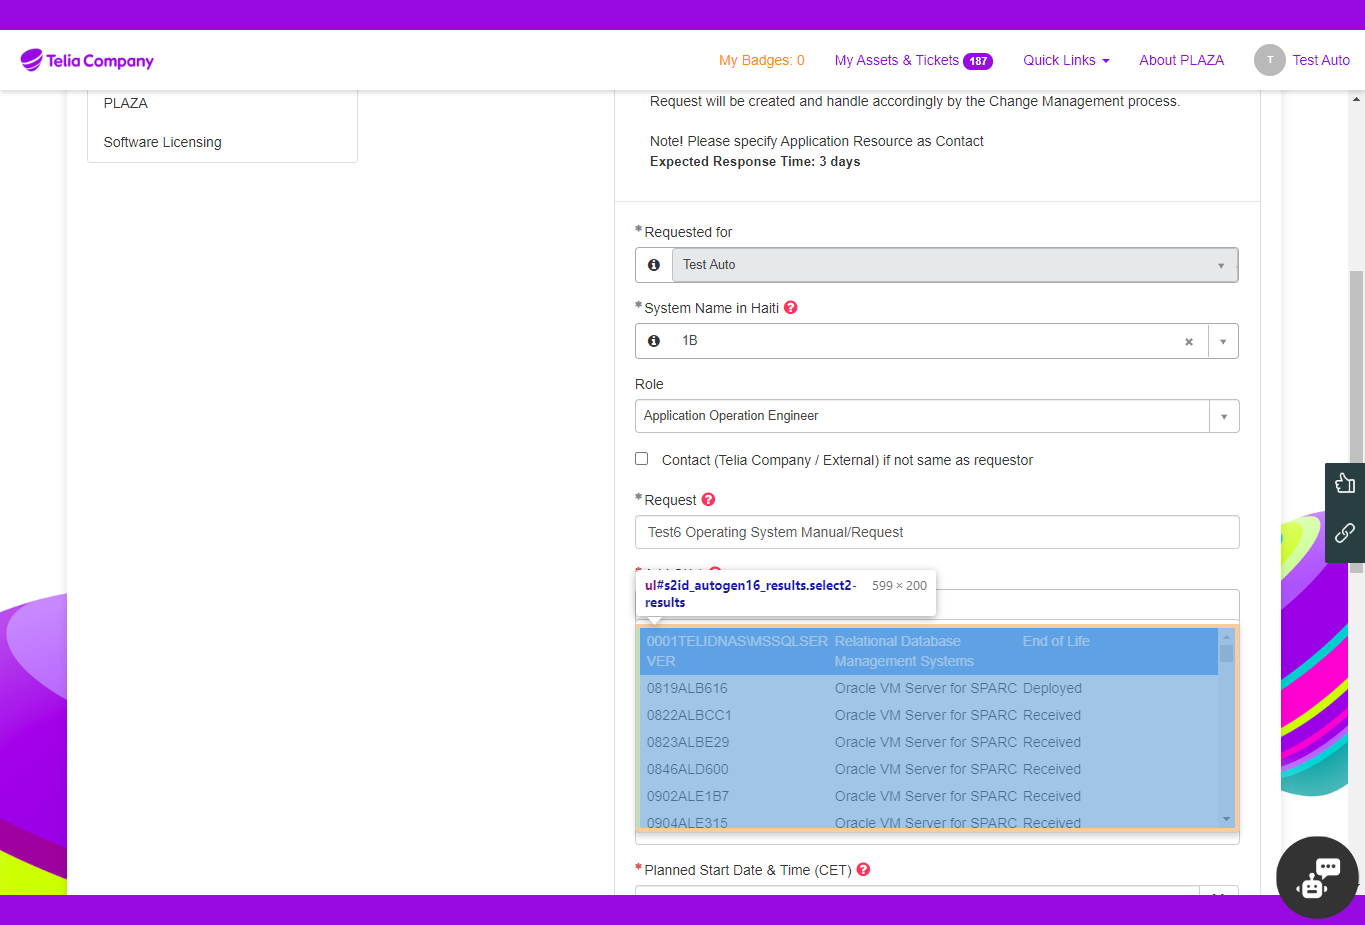 Telia Company
My Badges: 0
My Assets & Tickets 187
Quick Links
About PLAZA
T
Test Auto
PLAZA
Software Licensing
Request will be created and handle accordingly by the Change Management process.
Note! Please specify Application Resource as Contact
Expected Response Time: 3 days
* Requested for
Test Auto
* System Name in Haiti ?
1B
Role
Application Operation Engineer
Contact (Telia Company / External) if not same as requestor
* Request ?
Test6 Operating System Manual/Request
ul#s2id_autogen16_results.select2-results 599 × 200
0001TELIDNAS\MSSQLSERVER Relational Database Management Systems End of Life
0819ALB616 Oracle VM Server for SPARC Deployed
0822ALBCC1 Oracle VM Server for SPARC Received
0823ALBE29 Oracle VM Server for SPARC Received
0846ALD600 Oracle VM Server for SPARC Received
0902ALE1B7 Oracle VM Server for SPARC Received
0904ALE315 Oracle VM Server for SPARC Received
* Planned Start Date & Time (CET) ?